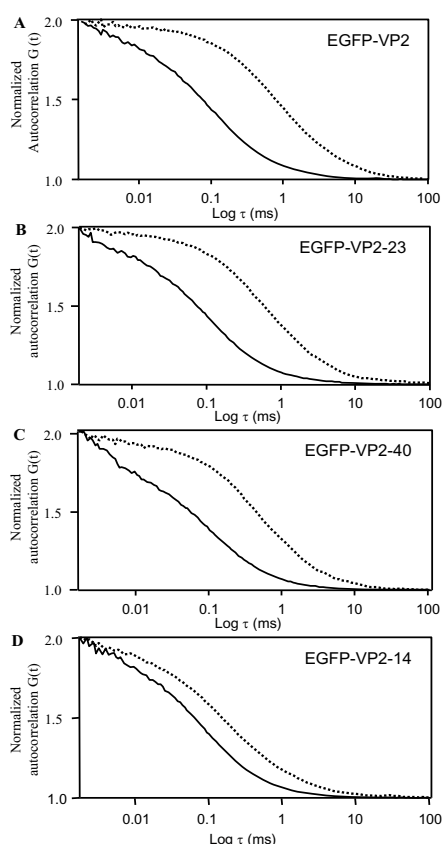 A
Normalized
Autocorrelation G (t)
2.0
1.5
1.0
EGFP-VP2
0.01
0.1
1
10
100
Log τ (ms)
B
Normalized
autocorrelation G(t)
2.0
1.5
1.0
EGFP-VP2-23
0.01
0.1
1
10
100
Log τ (ms)
C
Normalized
autocorrelation G(t)
2.0
1.5
1.0
EGFP-VP2-40
0.01
0.1
1
10
100
Log τ (ms)
D
Normalized
autocorrelation G(t)
2.0
1.5
1.0
EGFP-VP2-14
0.01
0.1
1
10
100
Log τ (ms)